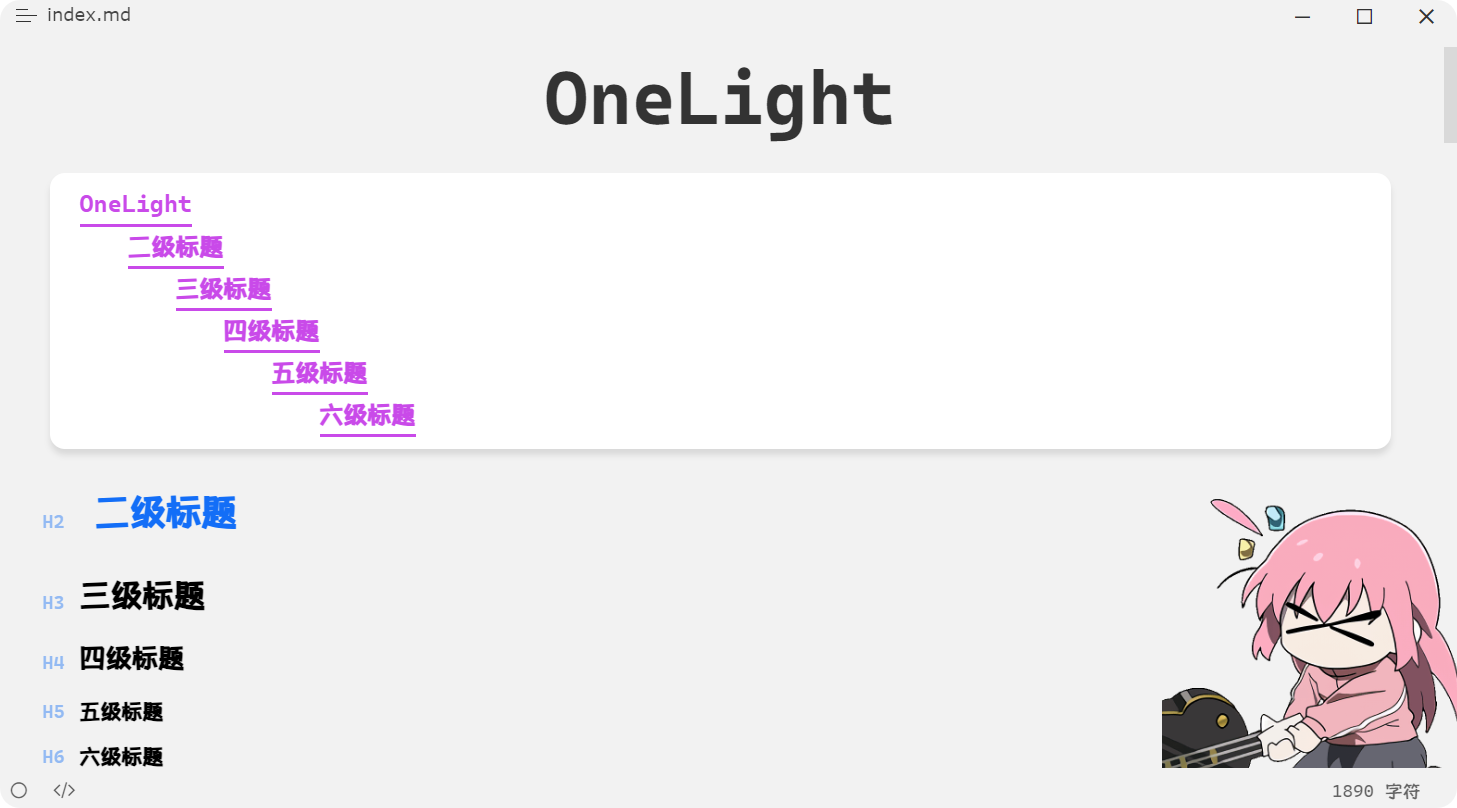 index.md
OneLight
OneLight
二级标题
三级标题
四级标题
五级标题
六级标题
H2 二级标题
H3 三级标题
H4 四级标题
H5 五级标题
H6 六级标题
</> 1890 字符